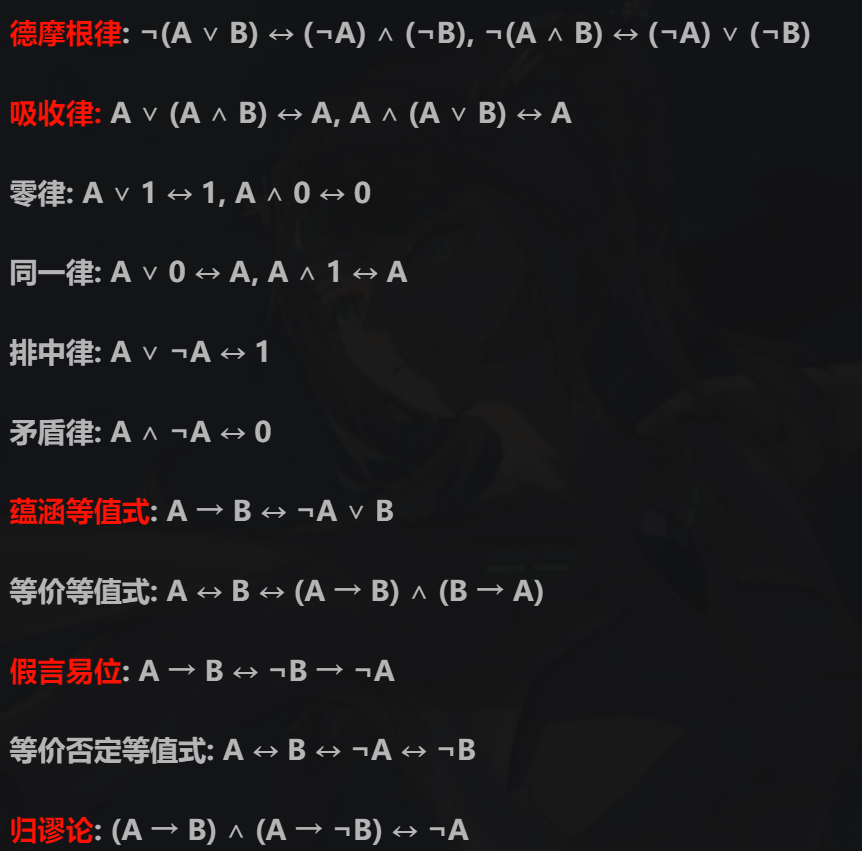 德摩根律: ¬(A ∨ B) ↔ (¬A) ∧ (¬B), ¬(A ∧ B) ↔ (¬A) ∨ (¬B)
吸收律: A ∨ (A ∧ B) ↔ A, A ∧ (A ∨ B) ↔ A
零律: A ∨ 1 ↔ 1, A ∧ 0 ↔ 0
同一律: A ∨ 0 ↔ A, A ∧ 1 ↔ A
排中律: A ∨ ¬A ↔ 1
矛盾律: A ∧ ¬A ↔ 0
蕴涵等值式: A → B ↔ ¬A ∨ B
等价等值式: A ↔ B ↔ (A → B) ∧ (B → A)
假言易位: A → B ↔ ¬B → ¬A
等价否定等值式: A ↔ B ↔ ¬A ↔ ¬B
归谬论: (A → B) ∧ (A → ¬B) ↔ ¬A